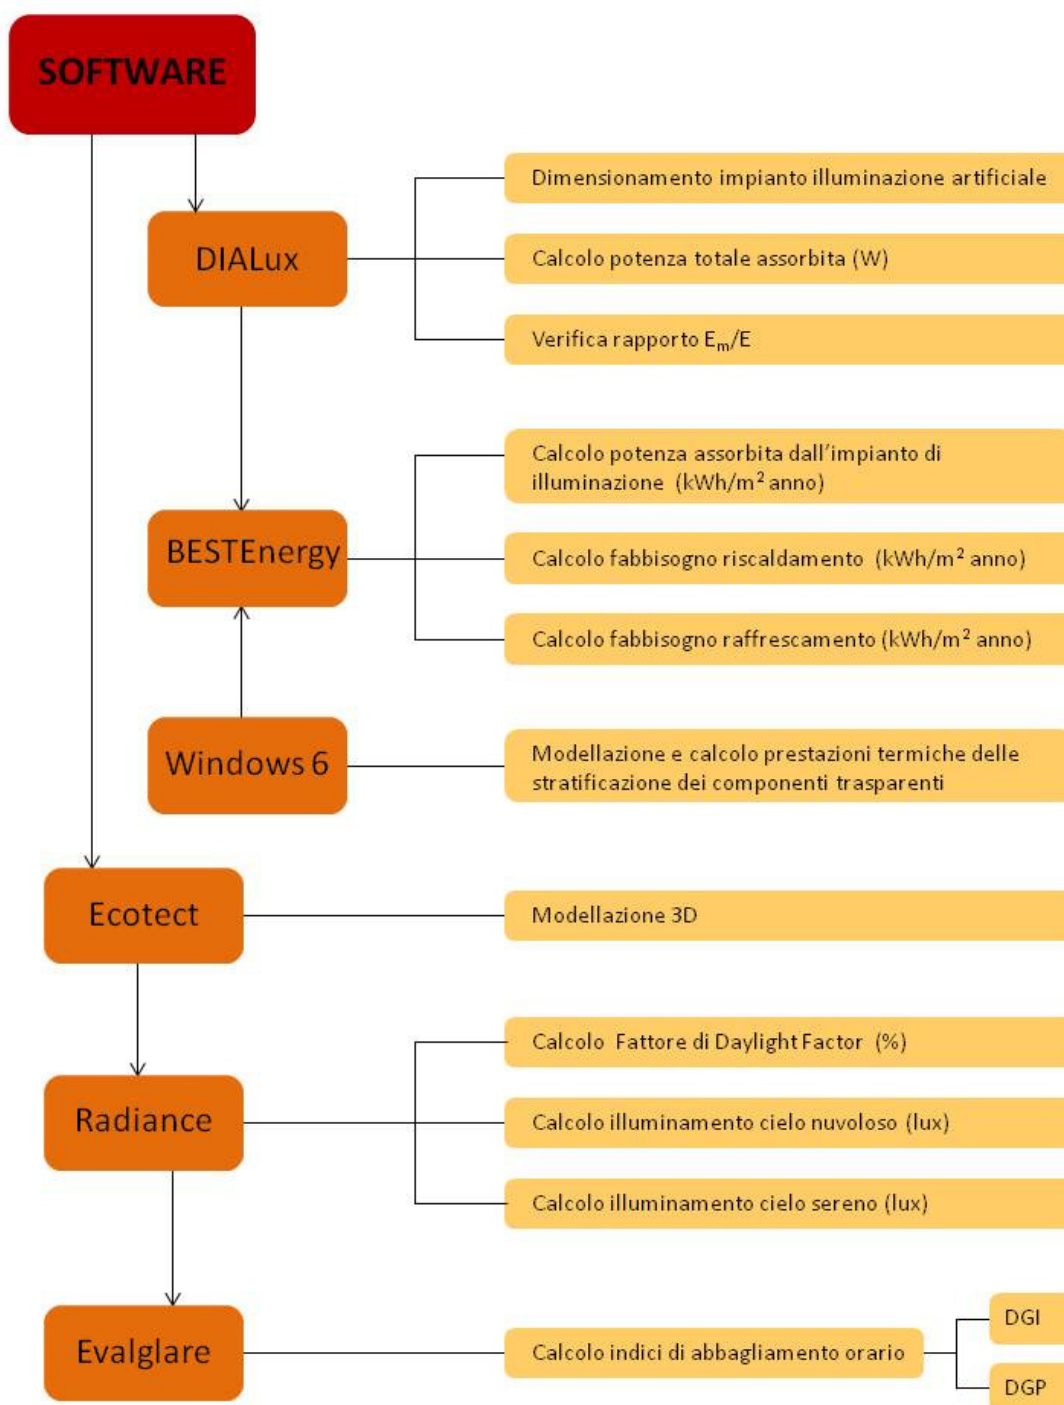 SOFTWARE
Dimensionamento impianto illuminazione artificiale
DIALux
Calcolo potenza totale assorbita (W)
Verifica rapporto Eₘ/E
Calcolo potenza assorbita dall’impianto di
illuminazione (kWh/m² anno)
BESTEnergy
Calcolo fabbisogno riscaldamento (kWh/m² anno)
Calcolo fabbisogno raffrescamento (kWh/m² anno)
Windows 6
Modellazione e calcolo prestazioni termiche delle
stratificazione dei componenti trasparenti
Ecotect
Modellazione 3D
Calcolo Fattore di Daylight Factor (%)
Radiance
Calcolo illuminamento cielo nuvoloso (lux)
Calcolo illuminamento cielo sereno (lux)
Evalglare
Calcolo indici di abbagliamento orario
DGI
DGP